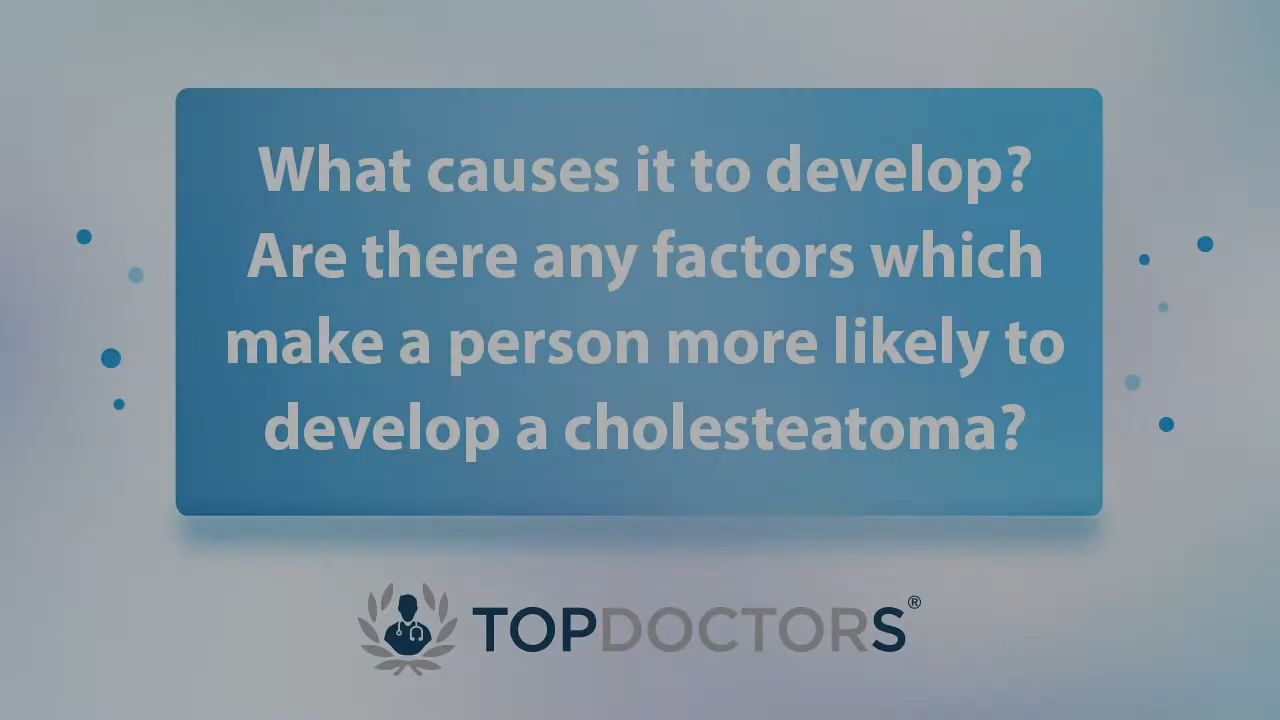 What causes it to develop?
Are there any factors which
make a person more likely to
develop a cholesteatoma?
TOPDOCTORS®